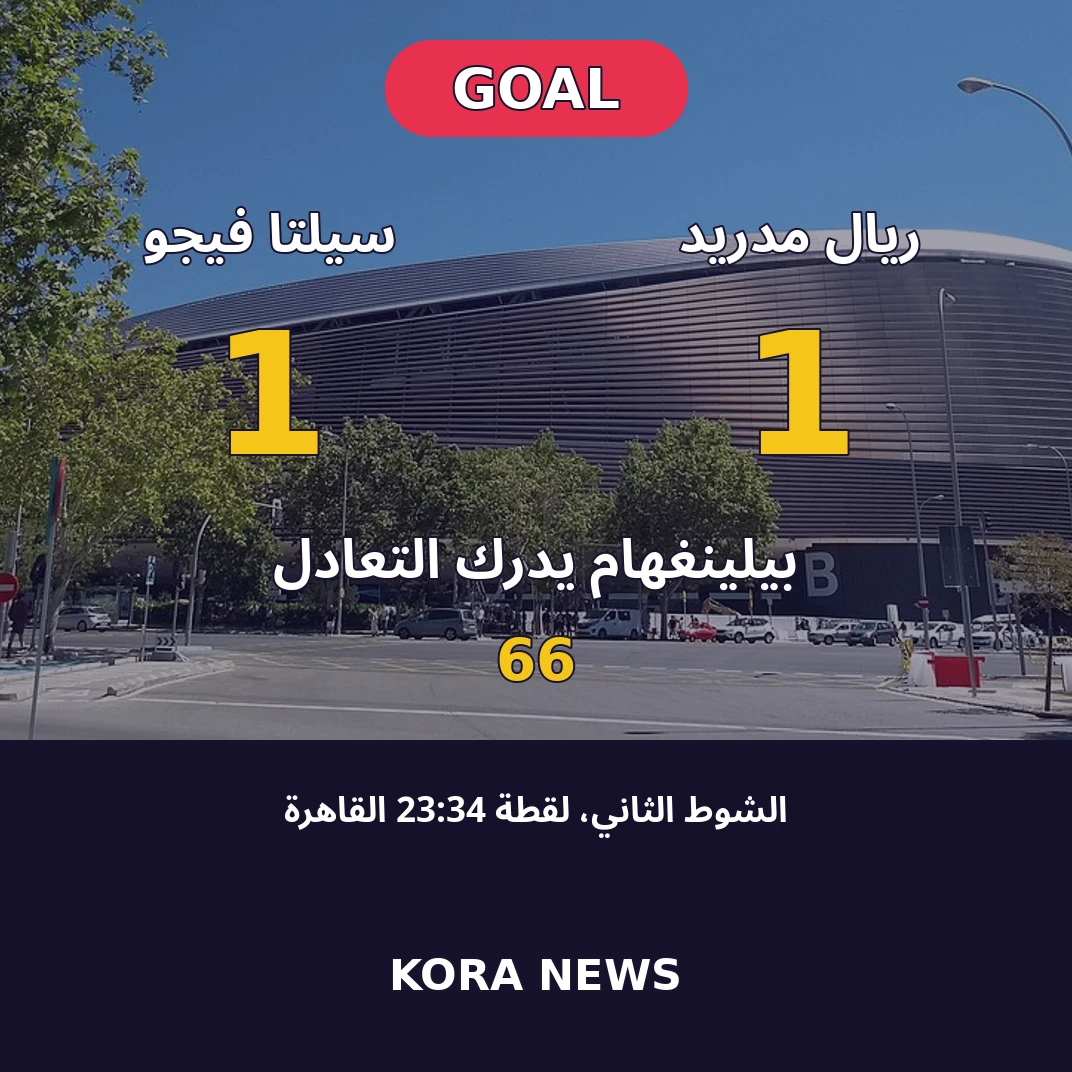 GOAL
ريال مدريد
سيلتا فيجو
1
1
بيلينغهام يدرك التعادل
B
66
الشوط الثاني، لقطة 23:34 القاهرة
KORA NEWS